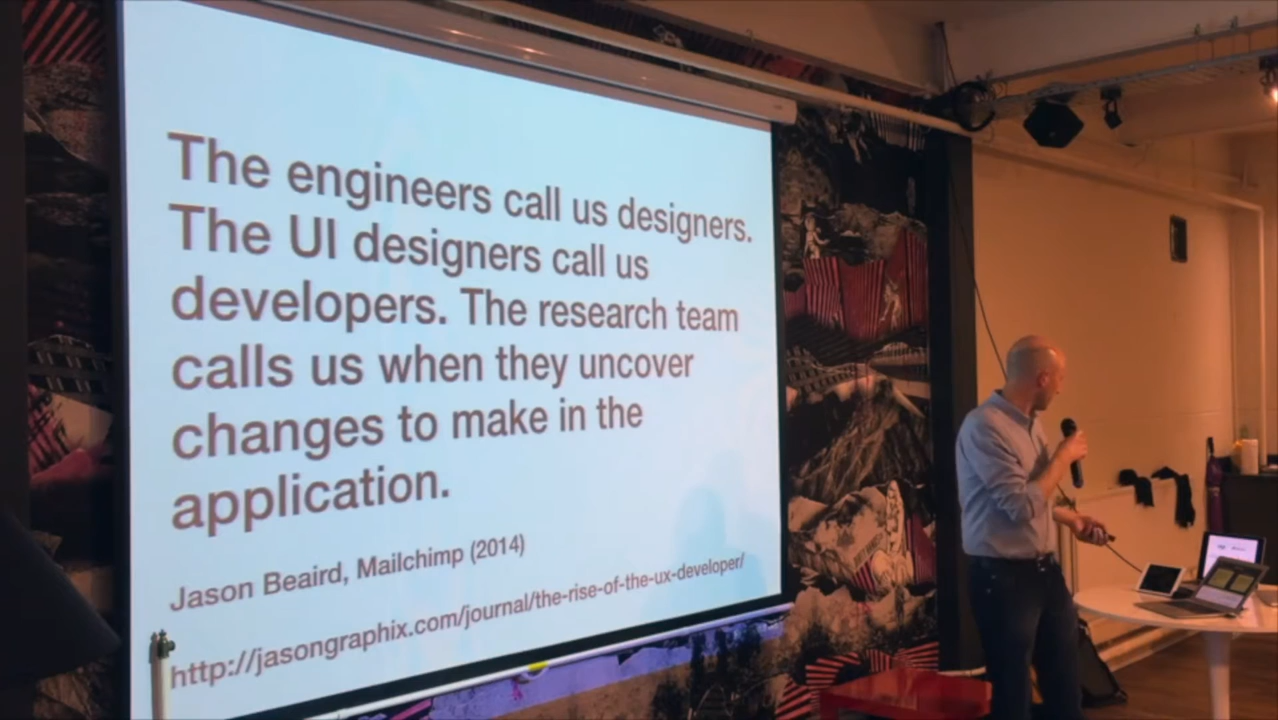 The engineers call us designers.
The UI designers call us
developers. The research team
calls us when they uncover
changes to make in the
application.
Jason Beaird, Mailchimp (2014)
http://jasongraphix.com/journal/the-rise-of-the-ux-developer/